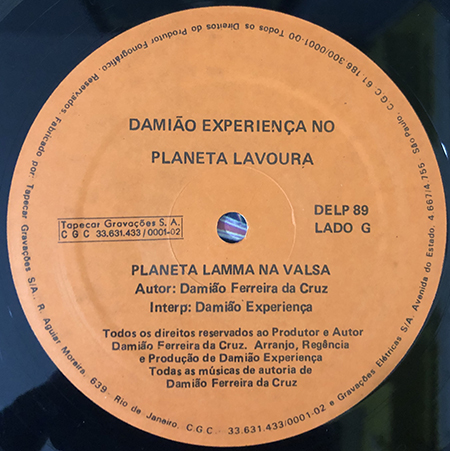 DAMIÃO EXPERIENÇA NO
PLANETA LAVOURA
Tapecar Gravações S. A.
C G C 33.631.433/0001-02
DELP 89
LADO G
PLANETA LAMMA NA VALSA
Autor: Damião Ferreira da Cruz
Interp: Damião Experiença
Todos os direitos reservados ao Produtor e Autor
Damião Ferreira da Cruz. Arranjo, Regência
e Produção de Damião Experiença
Todas as músicas de autoria de
Damião Ferreira da Cruz
Todos os Direitos do Produtor Fonográfico. Reservados Fabricado por: Tapecar Gravações S/A., R. Aguiar Moreira, 639, Rio de Janeiro, C.G.C. - 33.631.433/0001-02 e Gravações Elétricas S/A. Avenida do Estado, 4.667/4.755, São Paulo, C G C 61 186 300/0001-00